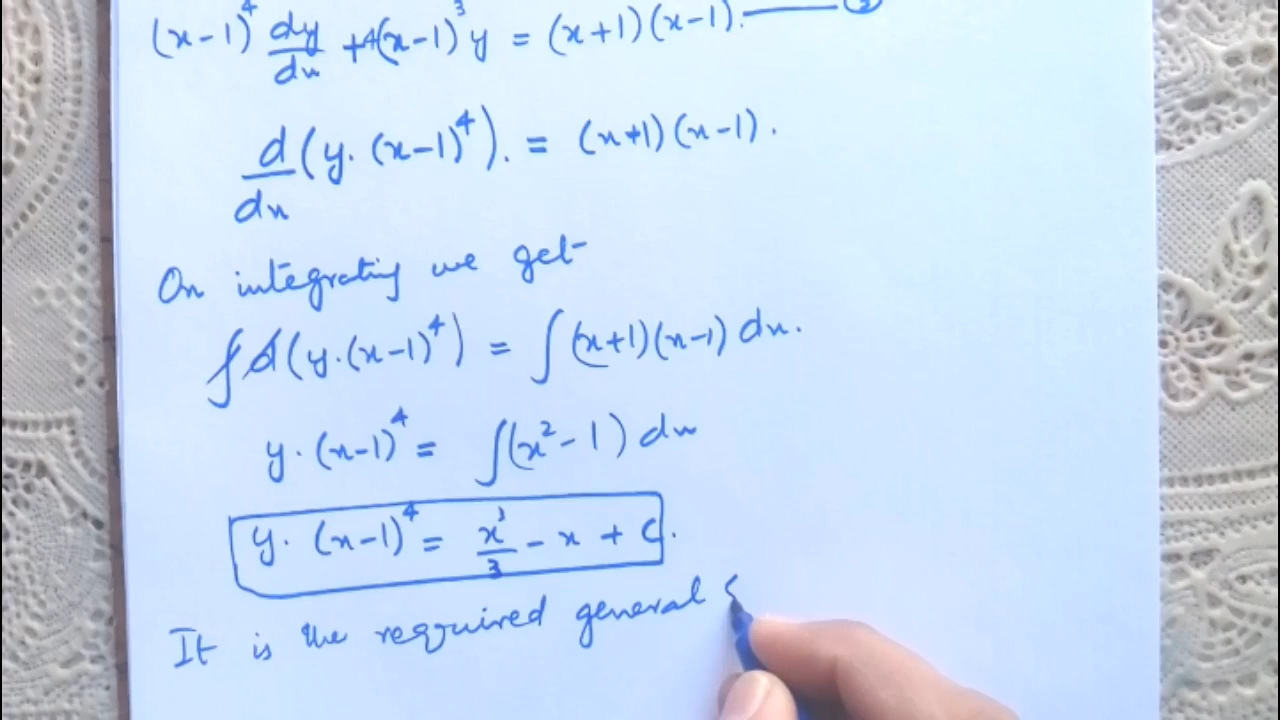 (x-1)⁴ dy/dx + 4(x-1)³ y = (x+1)(x-1). —— ②
d/dx (y. (x-1)⁴). = (x+1)(x-1).
On integrating we get-
∫d(y.(x-1)⁴) = ∫(x+1)(x-1) dx.
y. (x-1)⁴ = ∫(x²-1) dx
y. (x-1)⁴ = x³/3 - x + C.
It is the required general